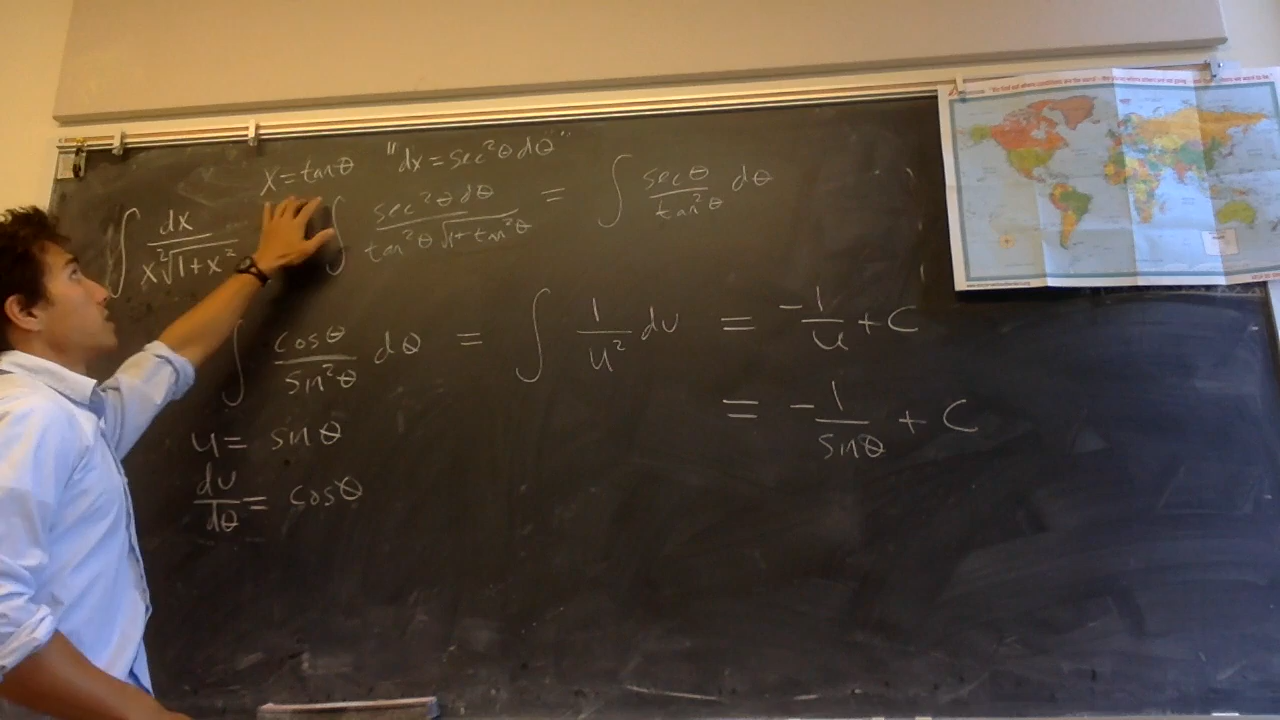 x = tanθ "dx = sec²θ dθ"
∫ dx / x²√1+x² ∫ sec²θ dθ / tan²θ √1+tan²θ = ∫ secθ / tan²θ dθ
∫ cosθ / sin²θ dθ = ∫ 1 / u² du = -1 / u + C
= -1 / sinθ + C
u = sinθ
du / dθ = cosθ